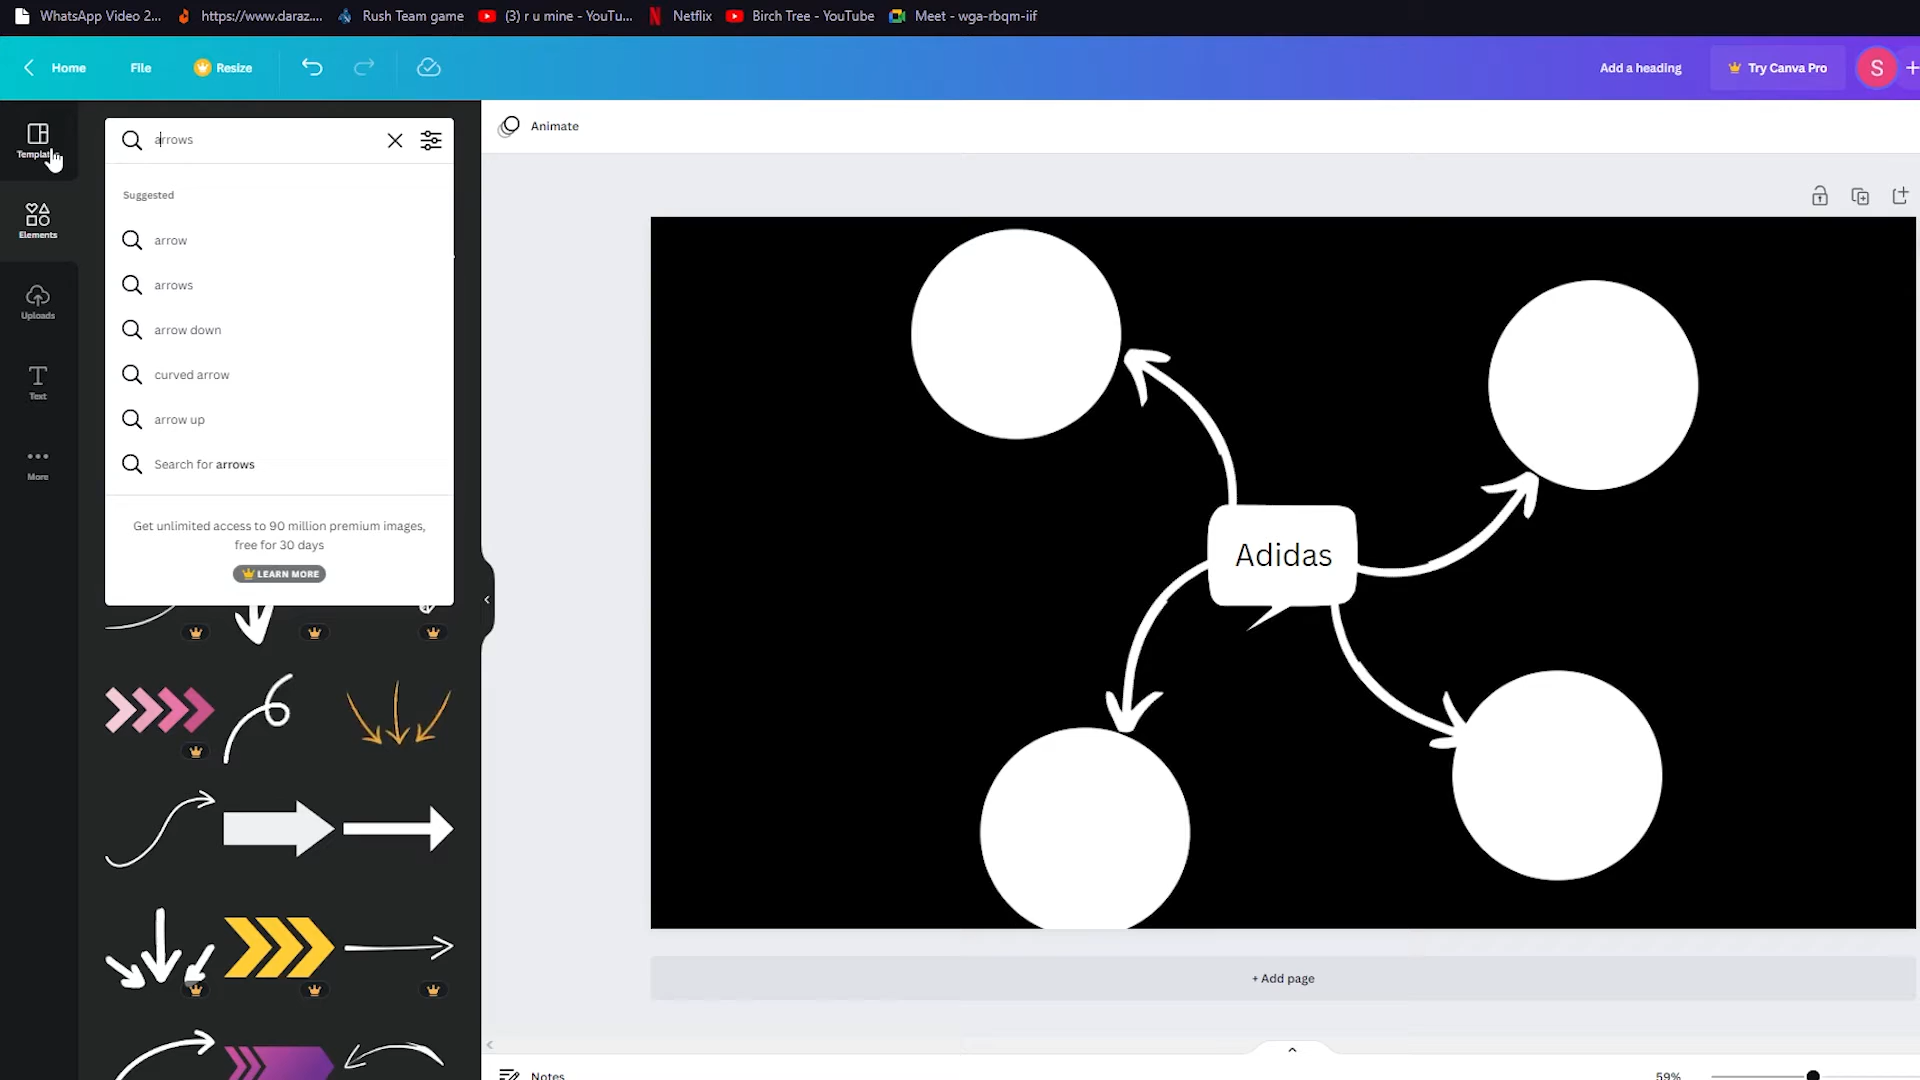 WhatsApp Video 2...
https://www.daraz....
Rush Team game
(3) r u mine - YouTu...
Netflix
Birch Tree - YouTube
Meet - wga-rbqm-iif
Home
File
Resize
Add a heading
Try Canva Pro
S
Templat
arrows
Animate
Elements
Suggested
arrow
arrows
Uploads
arrow down
curved arrow
Text
arrow up
More
Search for arrows
Get unlimited access to 90 million premium images,
free for 30 days
LEARN MORE
Adidas
+ Add page
Notes
59%